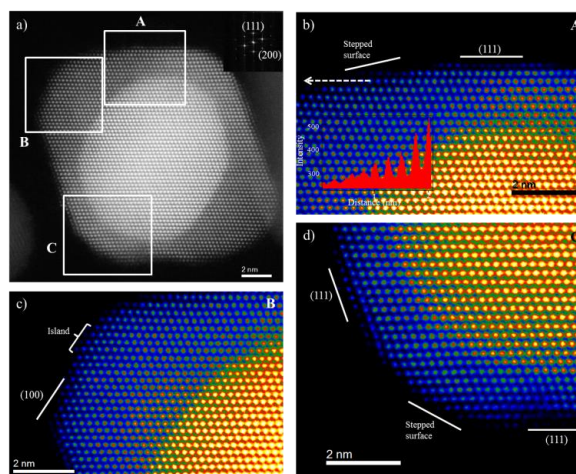 a)
A
(111)
(200)
B
C
2 nm
b)
A
Stepped
surface
(111)
Intensity
500
400
300
Distance (nm)
2 nm
c)
B
Island
(100)
2 nm
d)
C
(111)
Stepped
surface
(111)
2 nm